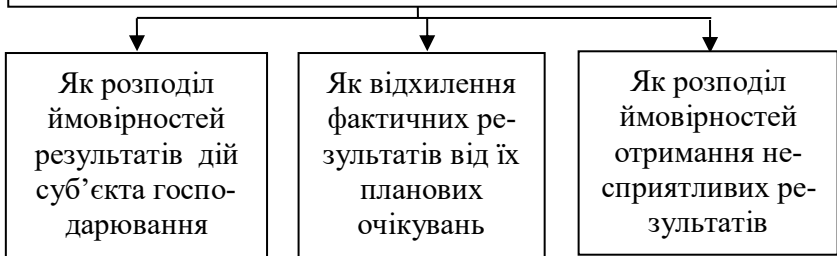 Як розподіл
ймовірностей
результатів дій
суб’єкта госпо-
дарювання
Як відхилення
фактичних ре-
зультатів від їх
планових
очікувань
Як розподіл
ймовірностей
отримання не-
сприятливих ре-
зультатів